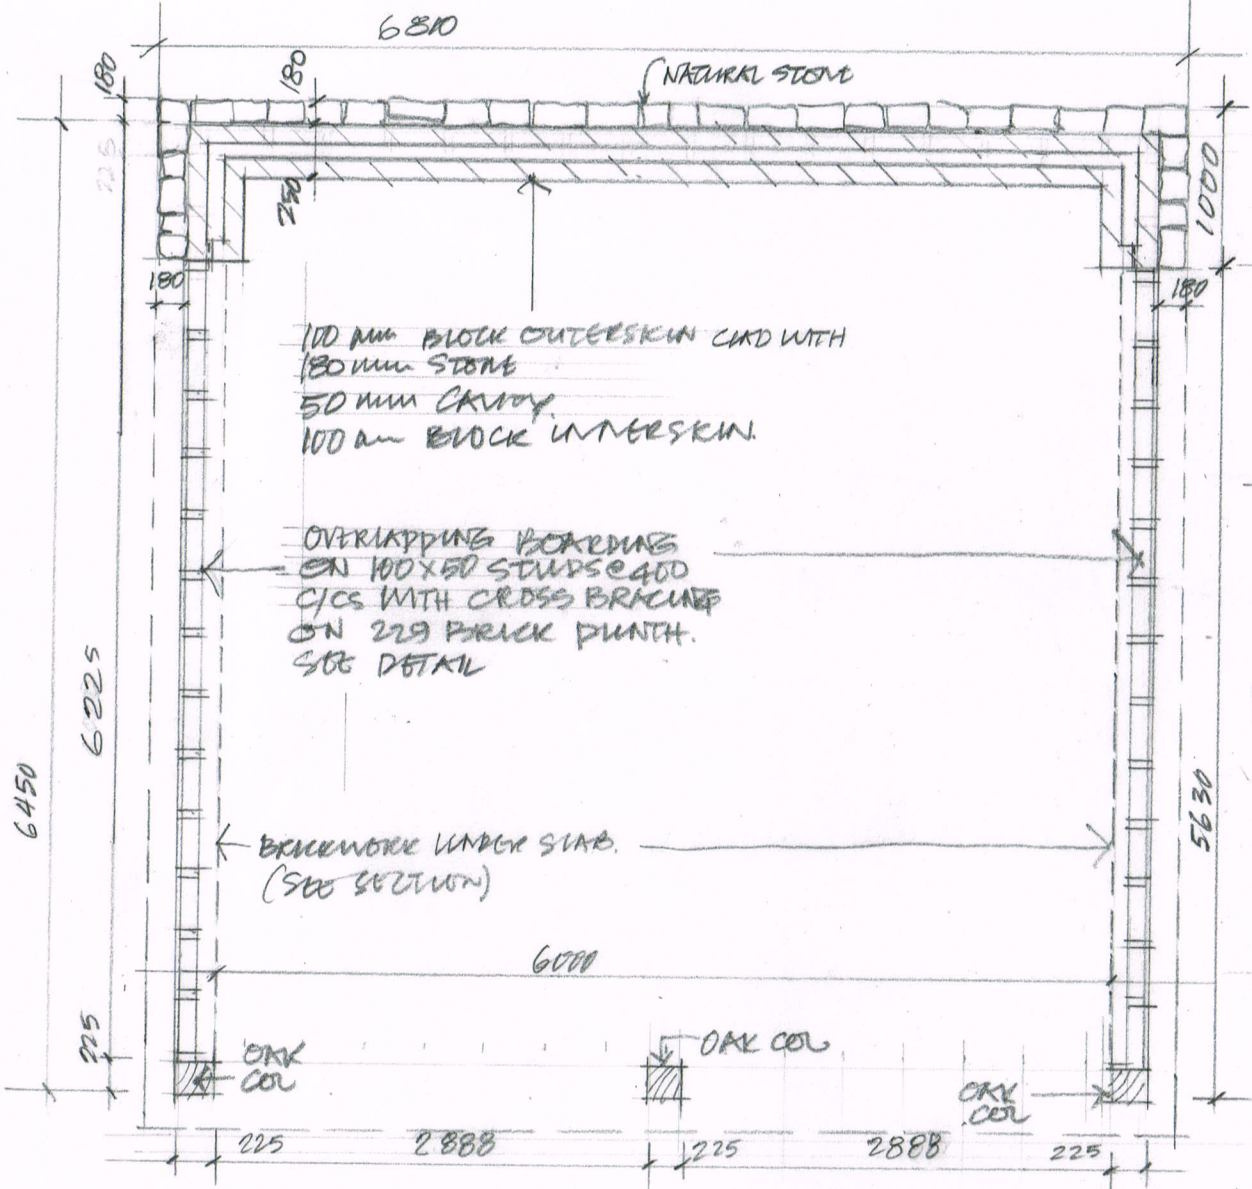 6810
180
180
NATURAL STONE
225
250
1000
180
180
100 mm BLOCK OUTERSKIN CLAD WITH
180 mm STONE
50 mm CAVITY.
100 mm BLOCK INNERSKIN.
OVERLAPPING BOARDING
ON 100X50 STUDS @ 400
C/CS WITH CROSS BRACING
ON 229 BRICK PLINTH.
SEE DETAIL
6225
6450
5630
BRICKWORK UNDER SLAB.
(SEE SECTION)
6000
225
OAK
COL
OAK COL
OAK
COL
225
2888
225
2888
225